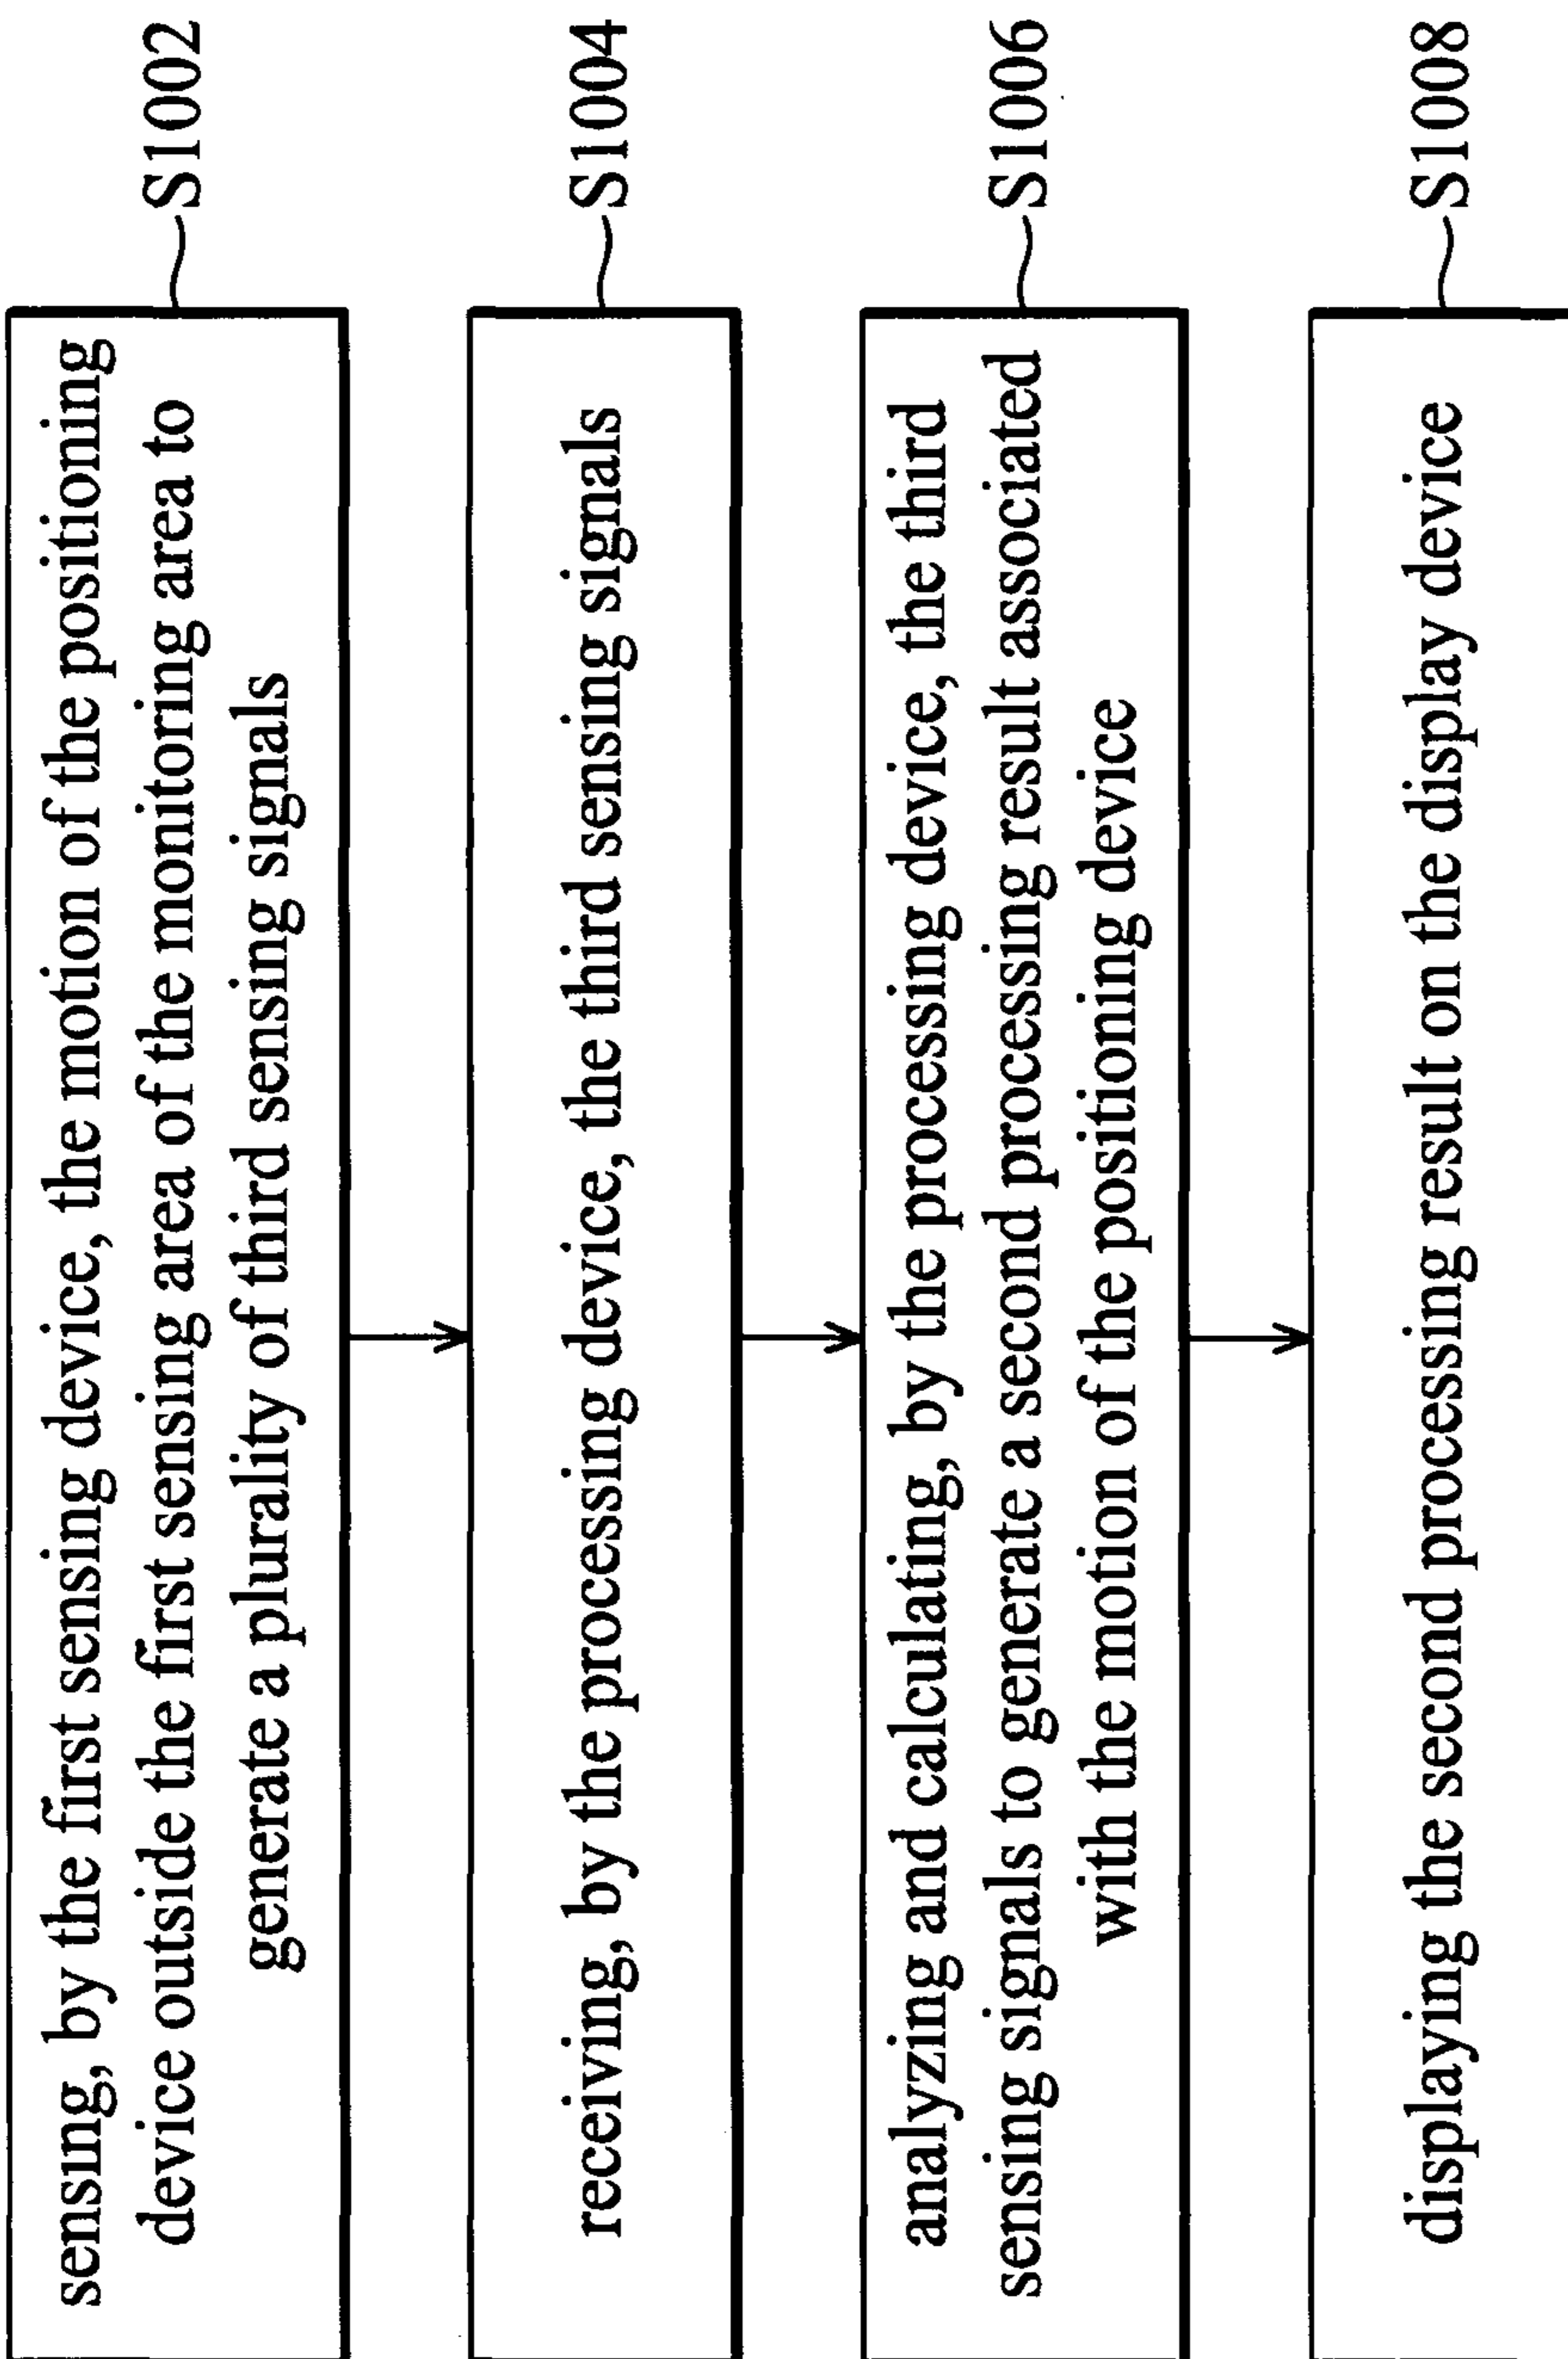 sensing, by the first sensing device, the motion of the positioning
device outside the first sensing area of the monitoring area to
generate a plurality of third sensing signals
S1002
receiving, by the processing device, the third sensing signals
S1004
analyzing and calculating, by the processing device, the third
sensing signals to generate a second processing result associated
with the motion of the positioning device
S1006
displaying the second processing result on the display device
S1008